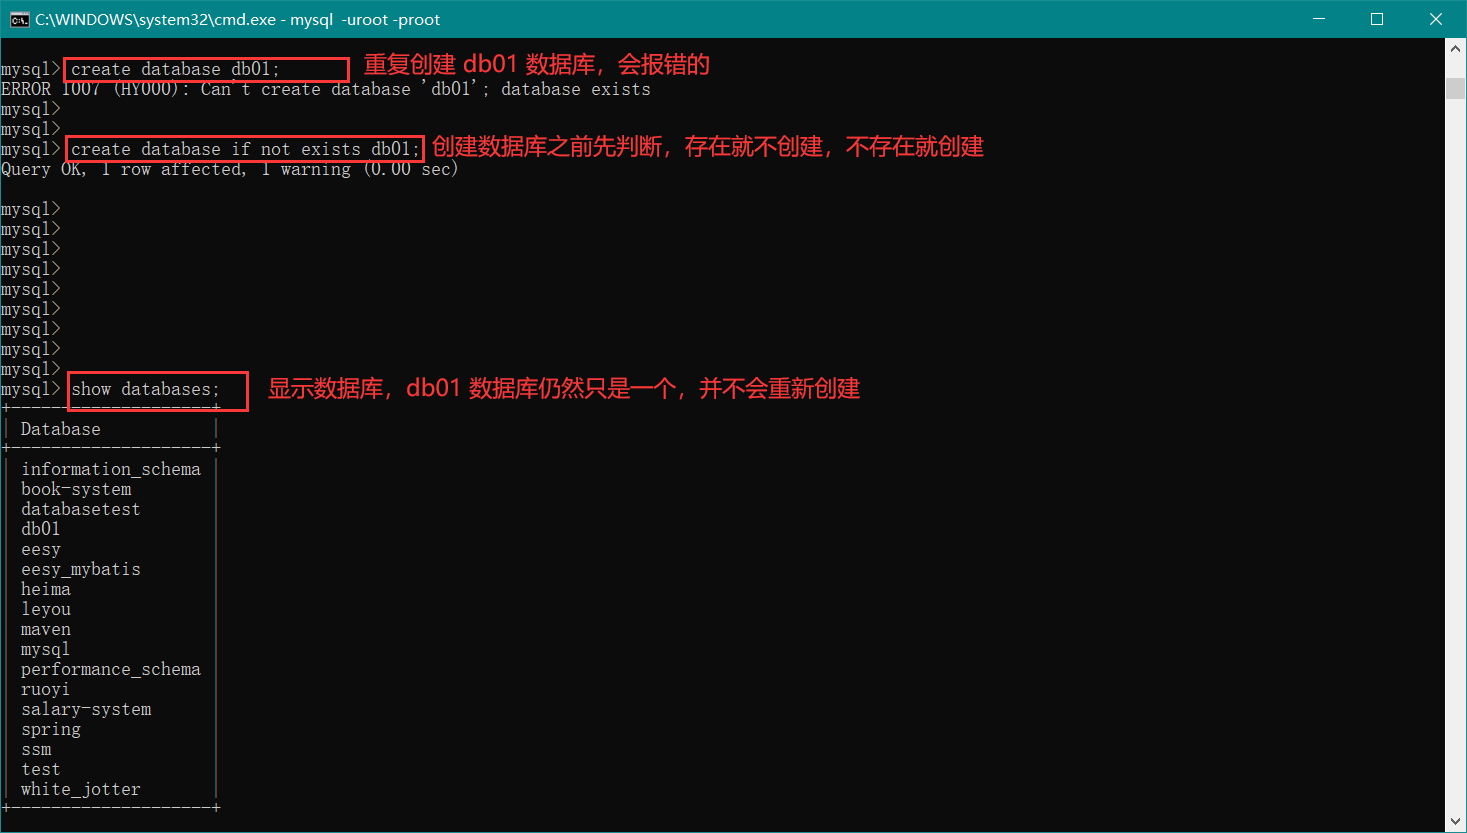 C:\WINDOWS\system32\cmd.exe - mysql  -uroot -proot
mysql> create database db01; 重复创建 db01 数据库，会报错的
ERROR 1007 (HY000): Can't create database 'db01'; database exists
mysql>
mysql>
mysql> create database if not exists db01; 创建数据库之前先判断，存在就不创建，不存在就创建
Query OK, 1 row affected, 1 warning (0.00 sec)
mysql>
mysql>
mysql>
mysql>
mysql>
mysql>
mysql>
mysql>
mysql>
mysql> show databases; 显示数据库，db01 数据库仍然只是一个，并不会重新创建
+--------------------+
| Database           |
+--------------------+
| information_schema |
| book-system        |
| databasetest       |
| db01               |
| eesy               |
| eesy_mybatis       |
| heima              |
| leyou              |
| maven              |
| mysql              |
| performance_schema |
| ruoyi              |
| salary-system      |
| spring             |
| ssm                |
| test               |
| white_jotter       |
+--------------------+